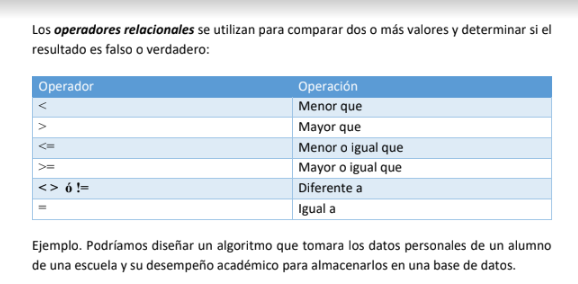 Los operadores relacionales se utilizan para comparar dos o más valores y determinar si el
resultado es falso o verdadero:
Operador Operación
< Menor que
> Mayor que
<= Menor o igual que
>= Mayor o igual que
< > ó != Diferente a
= Igual a
Ejemplo. Podríamos diseñar un algoritmo que tomara los datos personales de un alumno
de una escuela y su desempeño académico para almacenarlos en una base de datos.